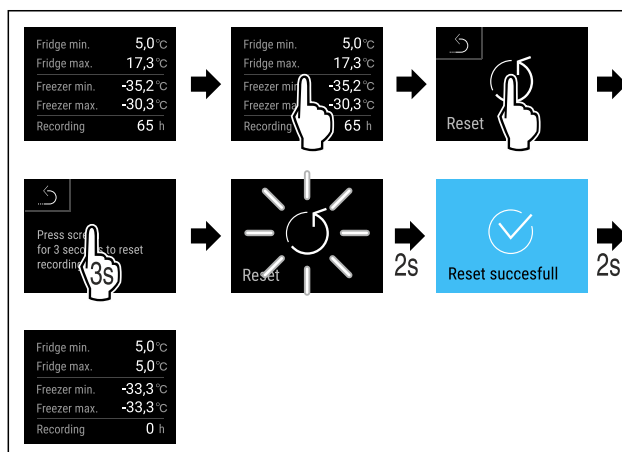 Fridge min. 5,0°C
Fridge max. 17,3°C
Freezer min. -35,2°C
Freezer max. -30,3°C
Recording 65 h
Fridge min. 5,0°C
Fridge max. 17,3°C
Freezer min. -35,2°C
Freezer ma -30,3°C
Recording 65 h
Reset
Press scre
for 3 seco s to reset
recording
3s
Reset
2s
Reset succesfull
2s
Fridge min. 5,0°C
Fridge max. 5,0°C
Freezer min. -33,3°C
Freezer max. -33,3°C
Recording 0 h